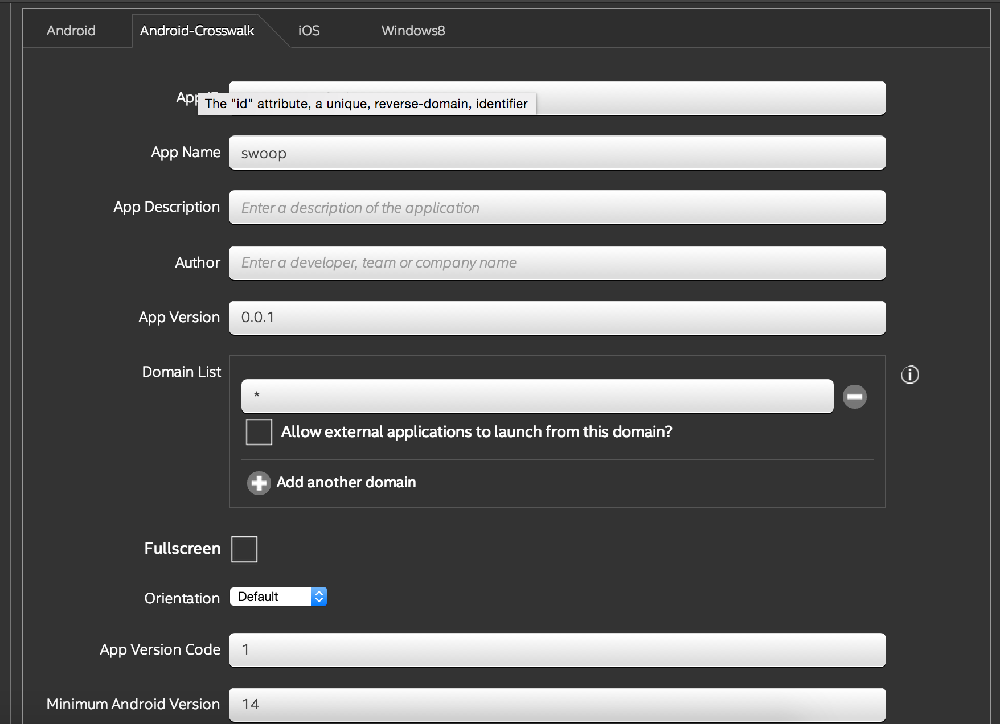 Android Android-Crosswalk iOS Windows8
App
The "id" attribute, a unique, reverse-domain, identifier
App Name swoop
App Description Enter a description of the application
Author Enter a developer, team or company name
App Version 0.0.1
Domain List
*
Allow external applications to launch from this domain?
Add another domain
Fullscreen
Orientation Default
App Version Code 1
Minimum Android Version 14